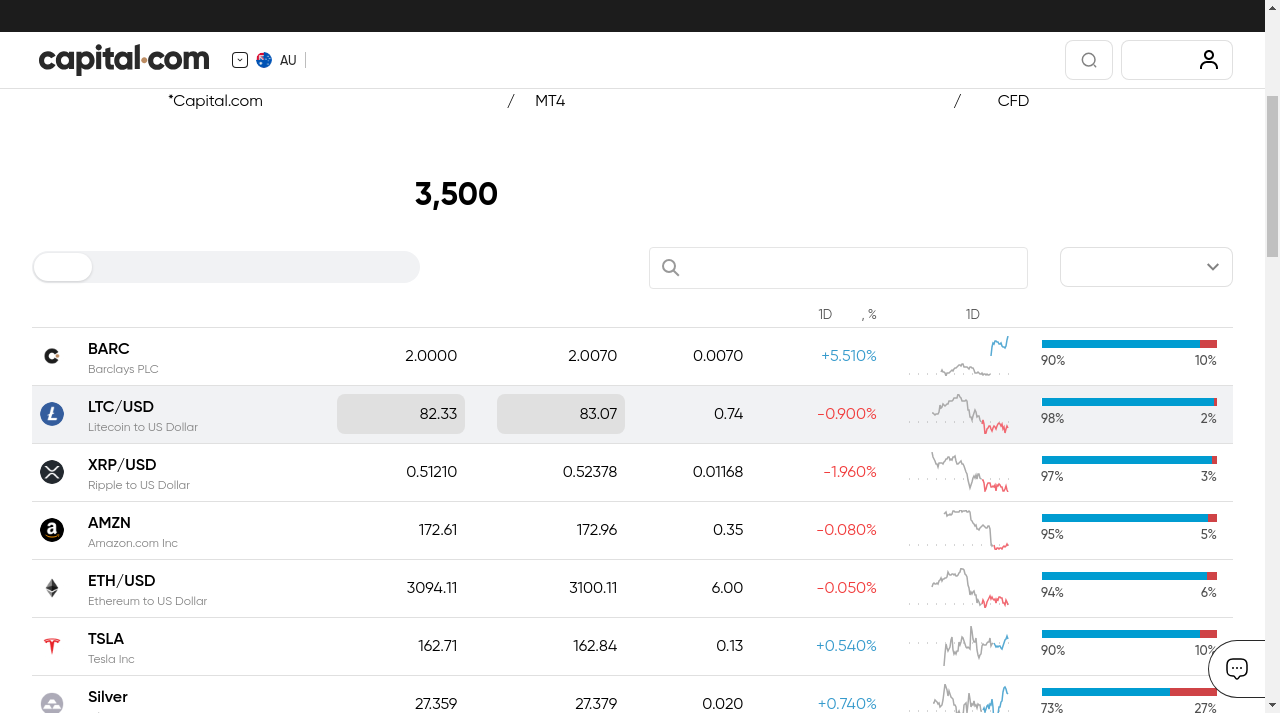 capital.com
AU
*Capital.com / MT4 / CFD
3,500
1D , % 1D
BARC 2.0000 2.0070 0.0070 +5.510%
Barclays PLC 90% 10%
LTC/USD 82.33 83.07 0.74 -0.900%
Litecoin to US Dollar 98% 2%
XRP/USD 0.51210 0.52378 0.01168 -1.960%
Ripple to US Dollar 97% 3%
AMZN 172.61 172.96 0.35 -0.080%
Amazon.com Inc 95% 5%
ETH/USD 3094.11 3100.11 6.00 -0.050%
Ethereum to US Dollar 94% 6%
TSLA 162.71 162.84 0.13 +0.540%
Tesla Inc 90% 10%
Silver 27.359 27.379 0.020 +0.740%
73% 27%